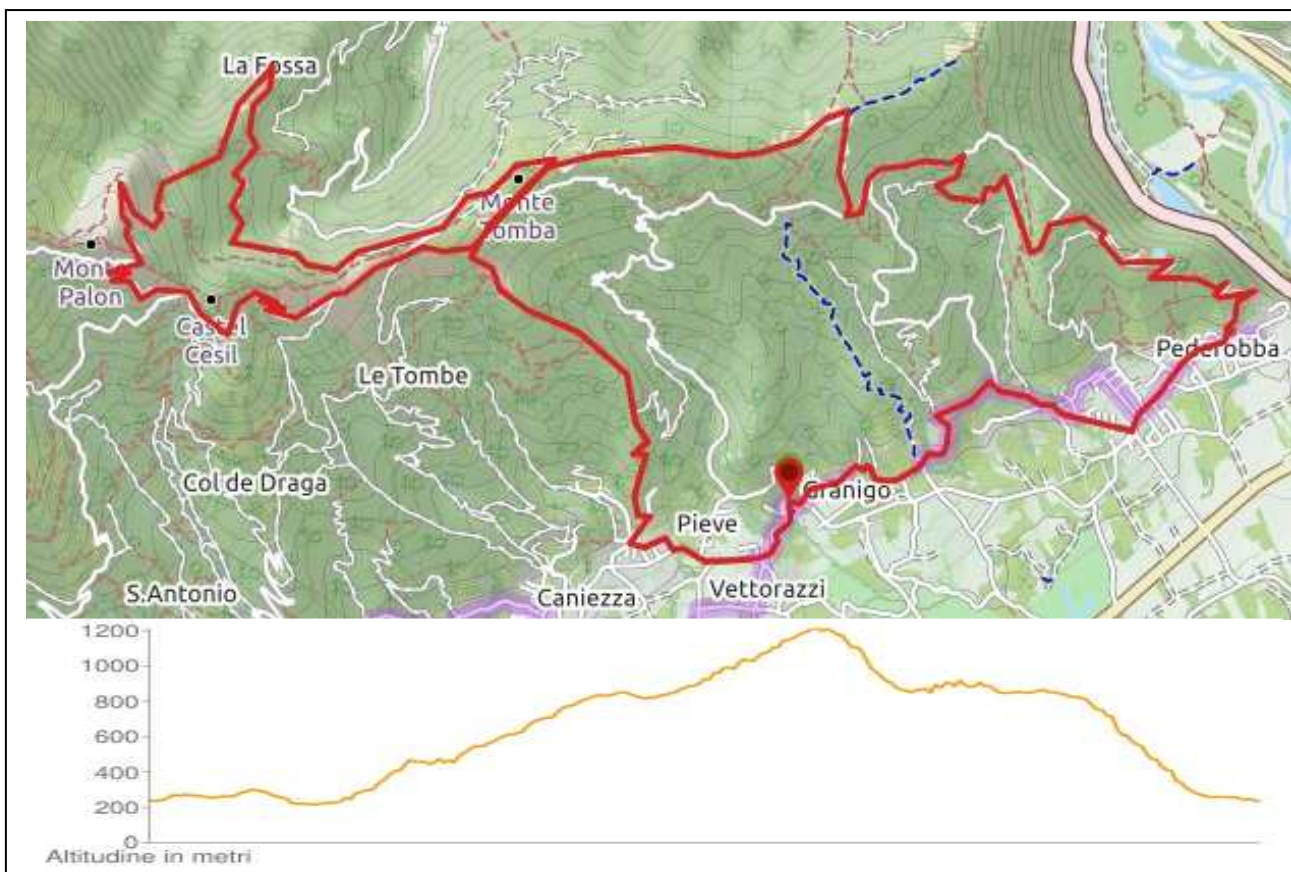 La Fossa
Monte
Tomba
Monte
Palon
Castel
Cesil
Pederobba
Le Tombe
Col de Draga
Granigo
Pieve
S.Antonio
Caniezza
Vettorazzi
1200
1000
800
600
400
200
0
Altitudine in metri